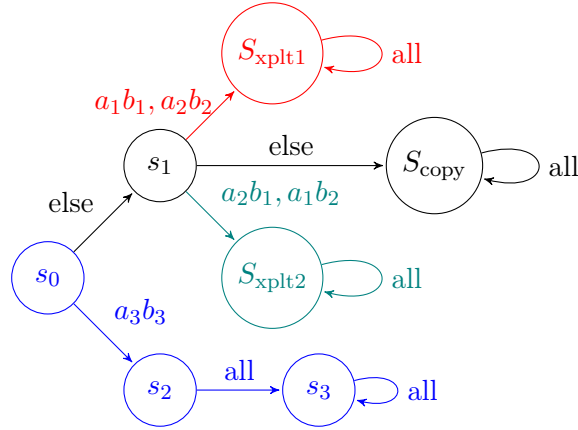 S_xplt1
all
a_1b_1, a_2b_2
else
s_1
S_copy
all
a_2b_1, a_1b_2
else
s_0
S_xplt2
all
a_3b_3
all
s_2
s_3
all